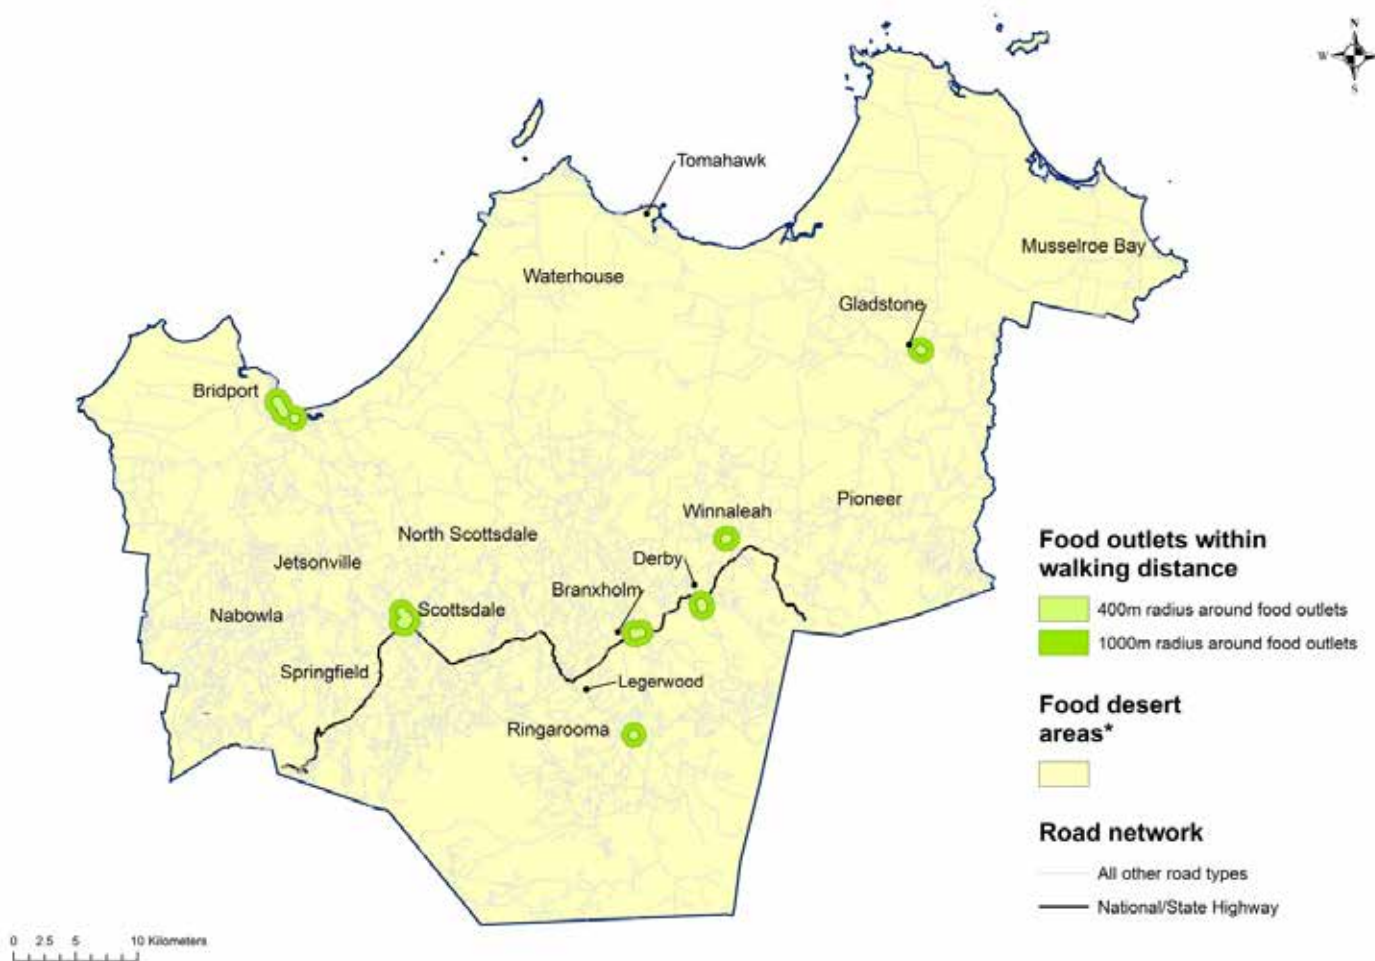 N
W
S
Tomahawk
Musselroe Bay
Waterhouse
Gladstone
Bridport
Pioneer
Winnaleah
North Scottsdale
Derby
Jetsonville
Branxholm
Scottsdale
Nabowla
Springfield
Legerwood
Ringarooma
Food outlets within
walking distance
400m radius around food outlets
1000m radius around food outlets
Food desert
areas*
Road network
All other road types
National/State Highway
0 2.5 5 10 Kilometers